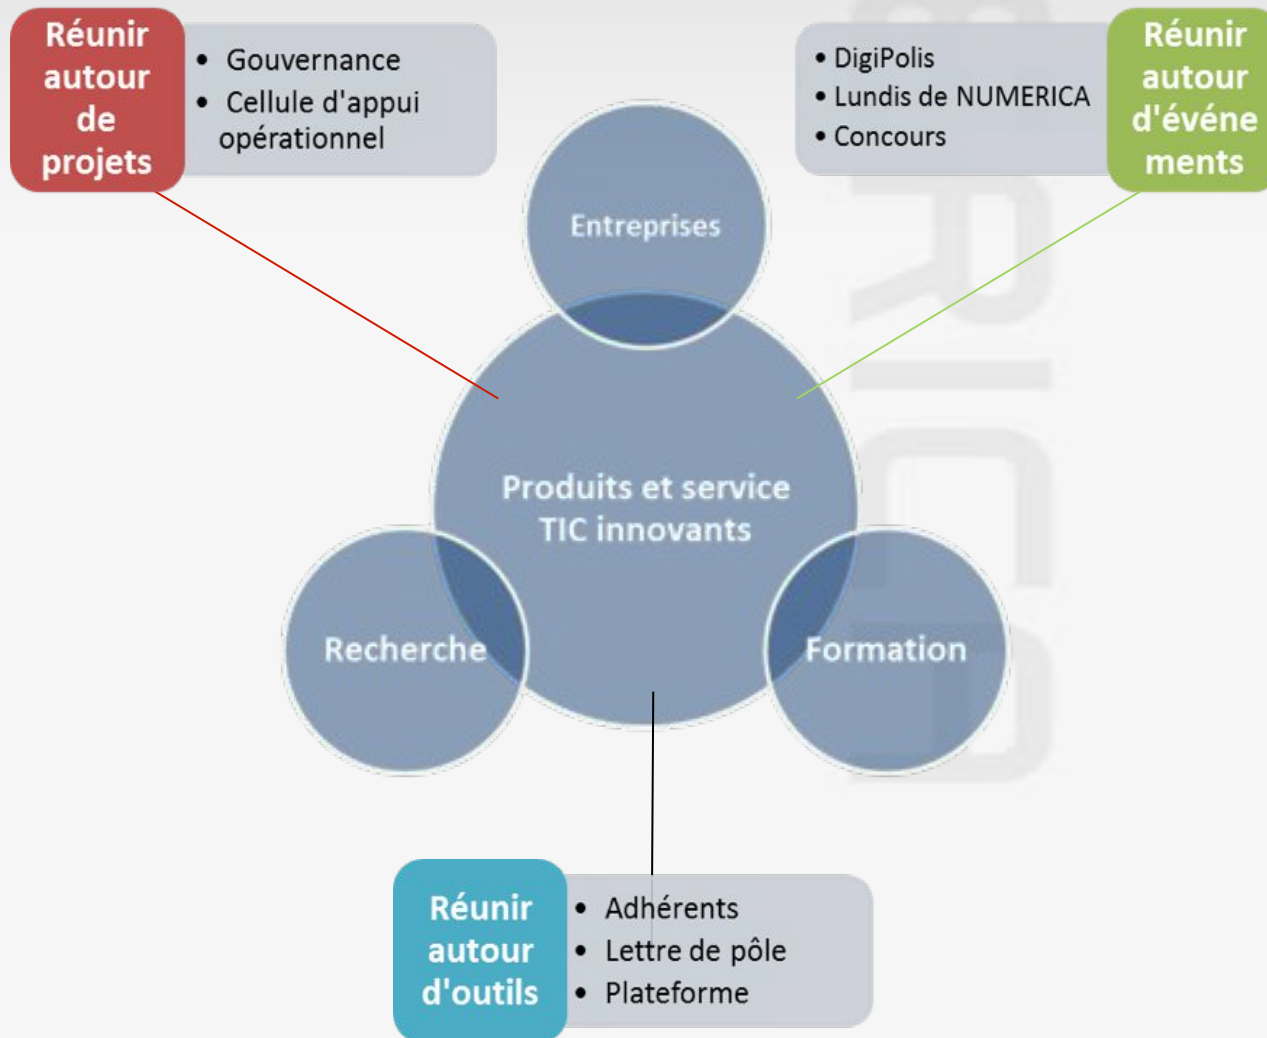 Réunir
autour
de
projets
• Gouvernance
• Cellule d'appui
opérationnel
• DigiPolis
• Lundis de NUMERICA
• Concours
Réunir
autour
d'événe
ments
Entreprises
Produits et service
TIC innovants
Recherche
Formation
Réunir
autour
d'outils
• Adhérents
• Lettre de pôle
• Plateforme